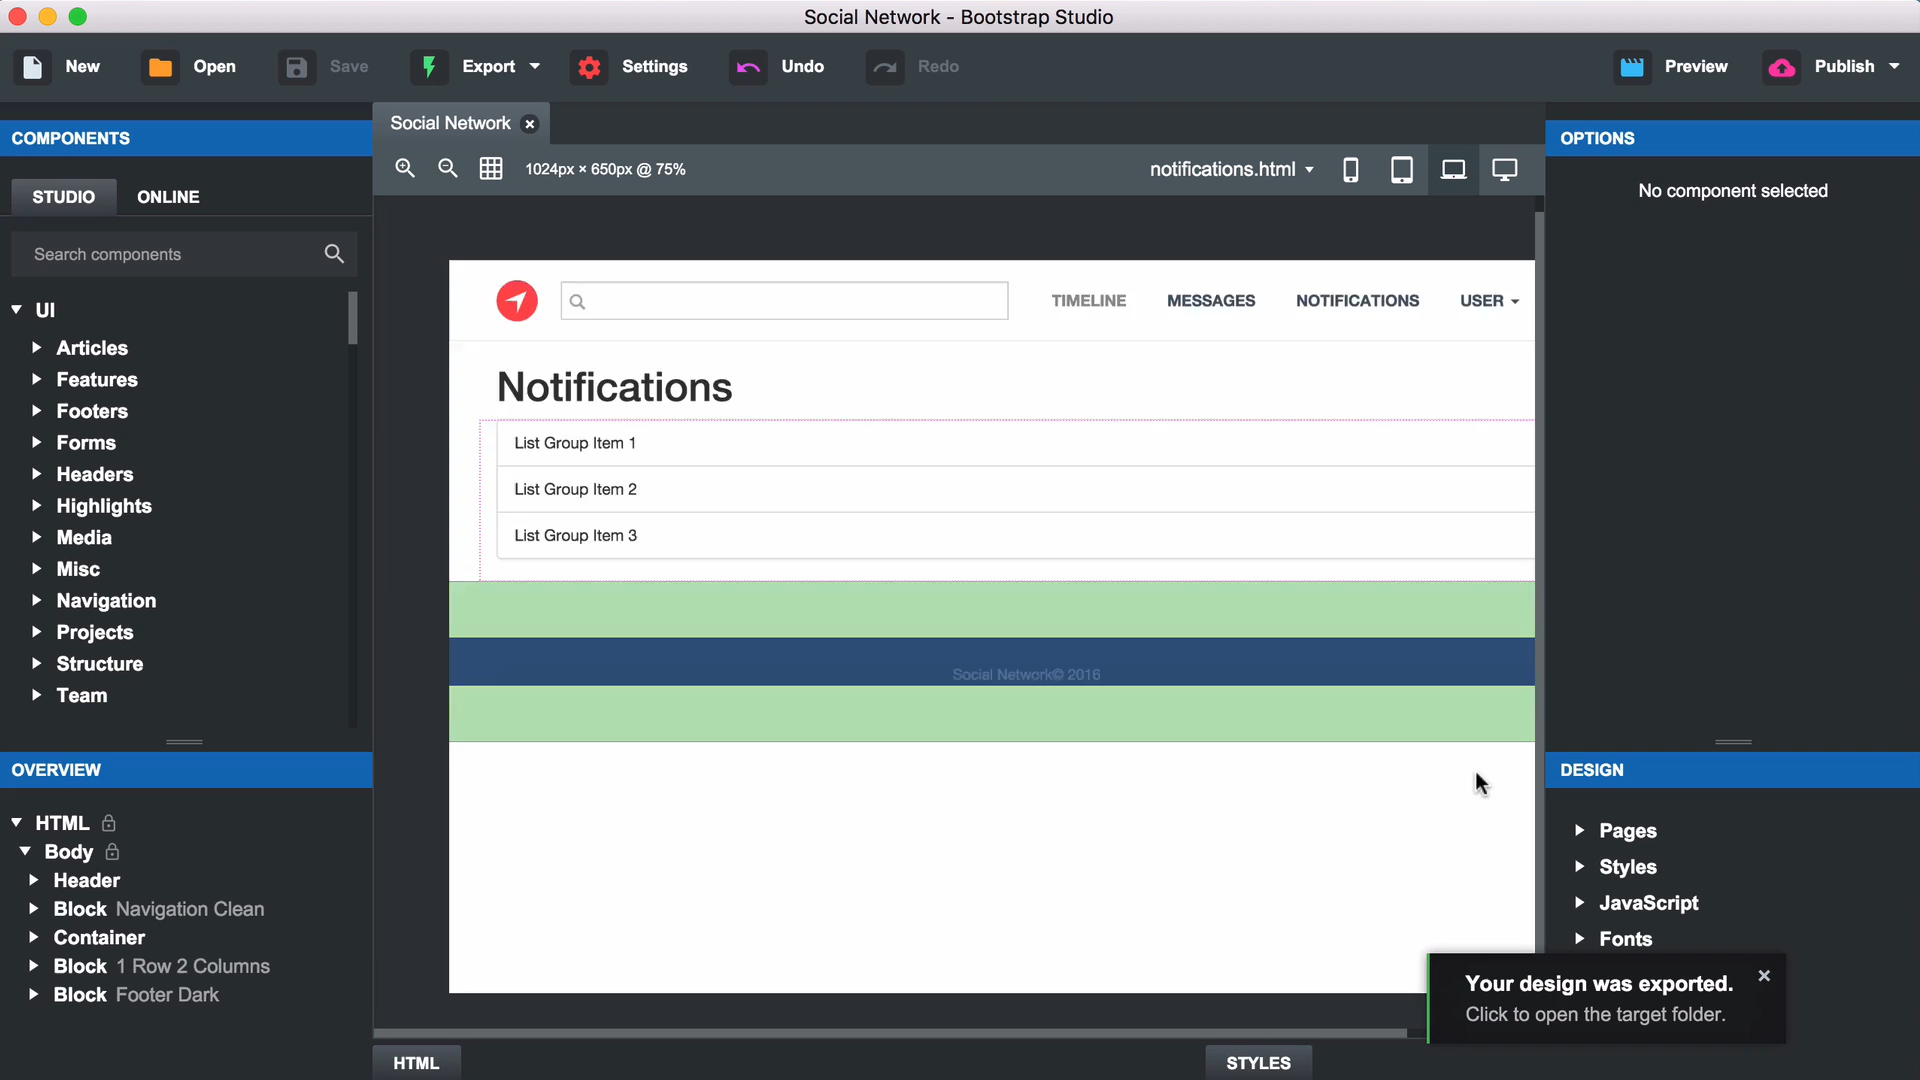 Social Network - Bootstrap Studio
New Open Save Export Settings Undo Redo Preview Publish
COMPONENTS
STUDIO ONLINE
Search components
UI
Articles
Features
Footers
Forms
Headers
Highlights
Media
Misc
Navigation
Projects
Structure
Team
OVERVIEW
HTML
Body
Header
Block Navigation Clean
Container
Block 1 Row 2 Columns
Block Footer Dark
Social Network
1024px × 650px @ 75% notifications.html
TIMELINE MESSAGES NOTIFICATIONS USER
Notifications
List Group Item 1
List Group Item 2
List Group Item 3
Social Network© 2016
HTML STYLES
OPTIONS
No component selected
DESIGN
Pages
Styles
JavaScript
Fonts
Your design was exported.
Click to open the target folder.